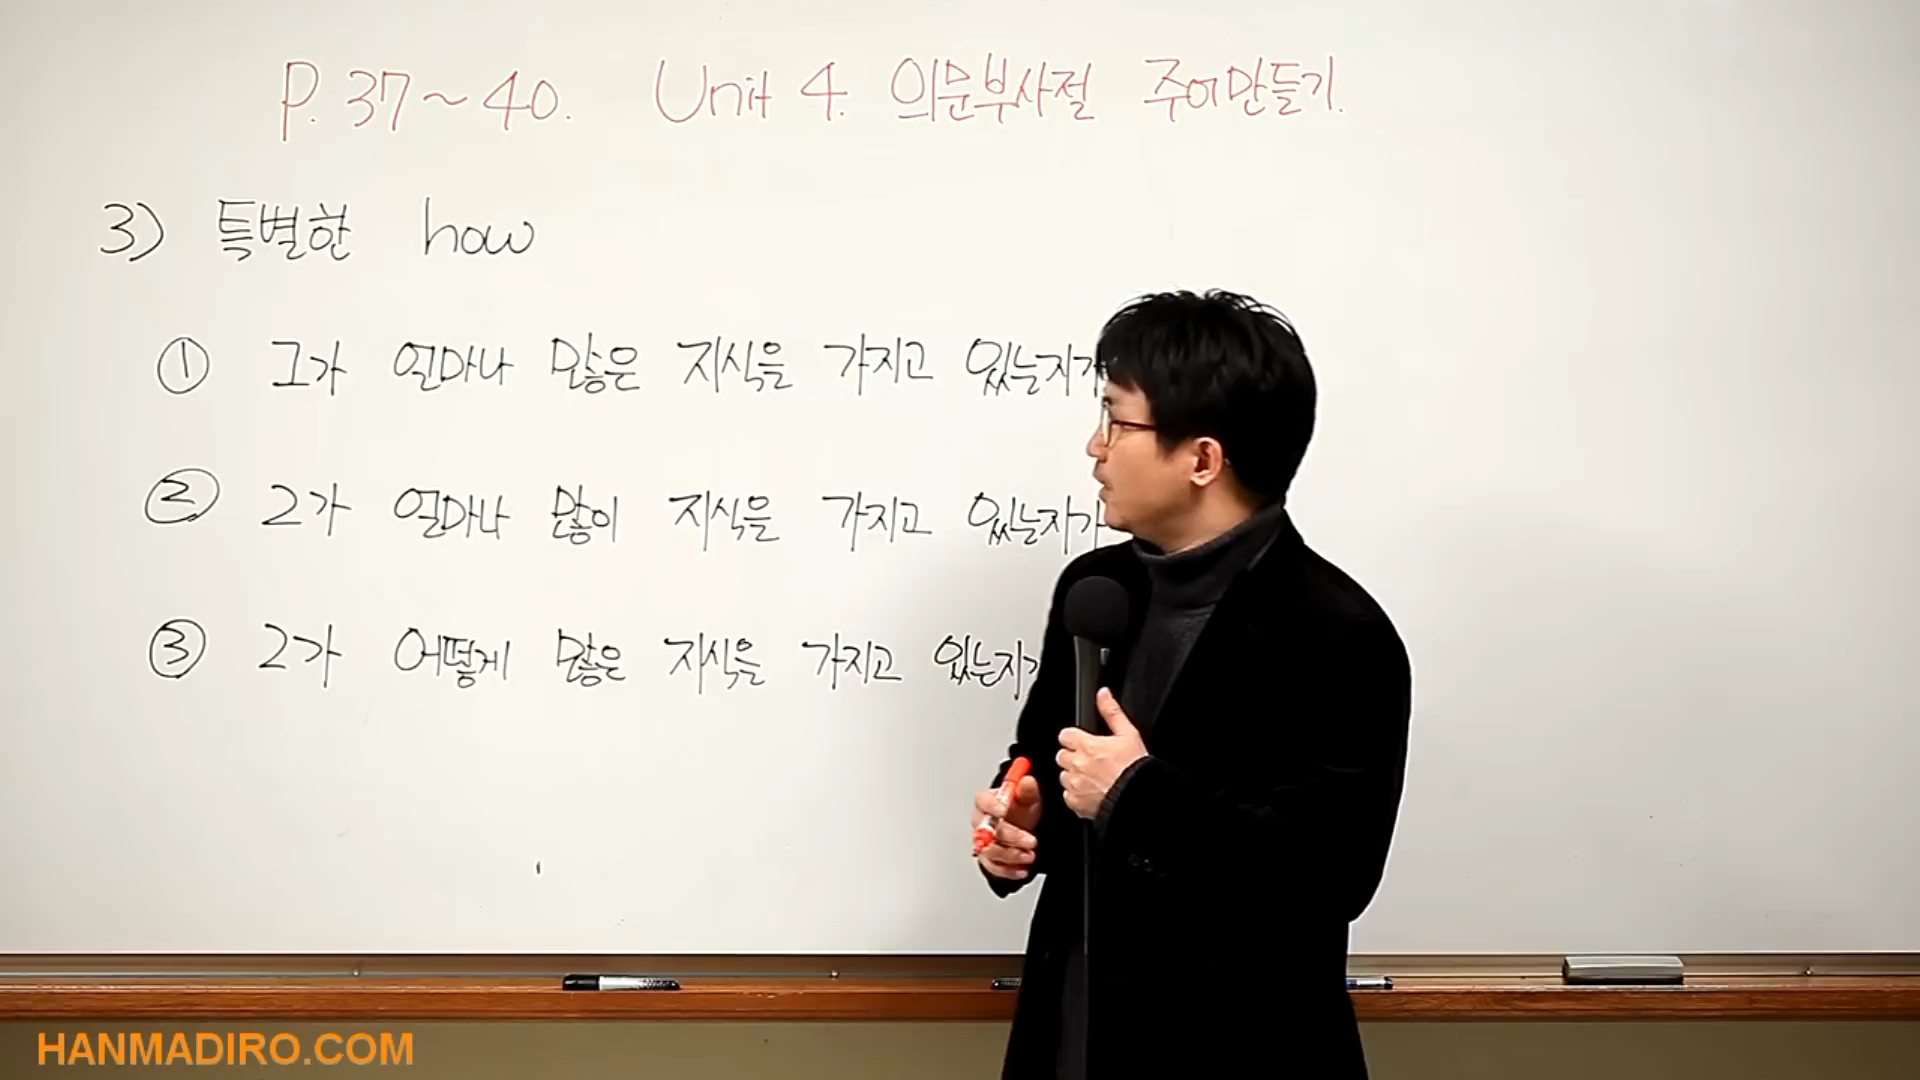 P. 37~40. Unit 4. 의문부사절 주어만들기.
3) 특별한 how
① 그가 얼마나 많은 지식을 가지고 있는지가
② 그가 얼마나 많이 지식을 가지고 있는지가
③ 그가 어떻게 많은 지식을 가지고 있는지가
HANMADIRO.COM